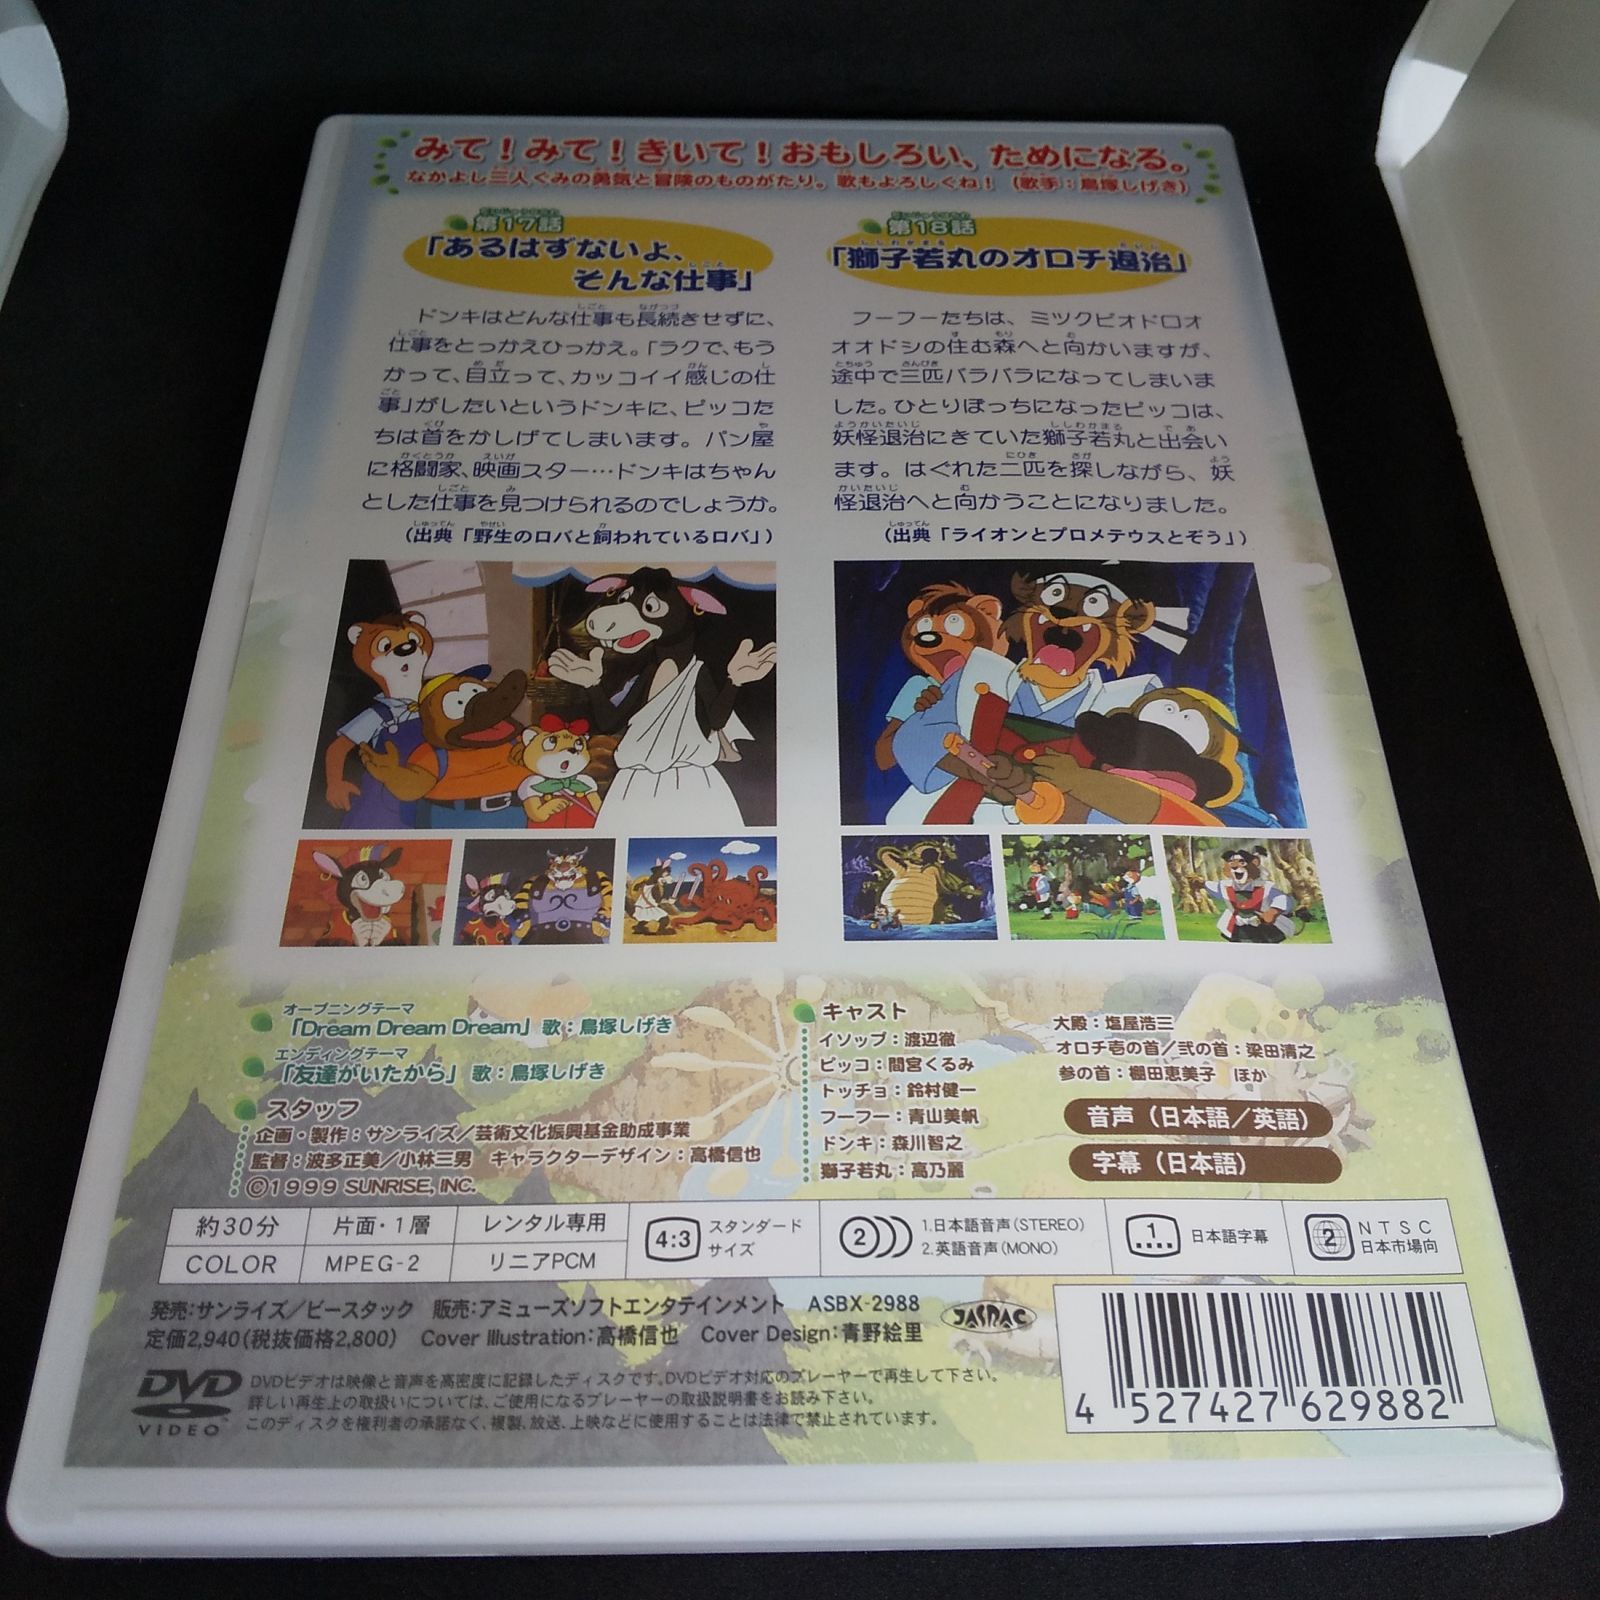 みて!みて!きいて!おもしろい、ためになる。
なかよし三人ぐみの勇気と冒険のものがたり。歌もよろしくね!（歌手：鳥塚しげき）
第17話
「あるはずないよ、
そんな仕事」
ドンキはどんな仕事も長続きせずに、
仕事をとっかえひっかえ。「ラクで、もう
かって、目立って、カッコイイ感じの仕
事」がしたいというドンキに、ピッコた
ちは首をかしげてしまいます。パン屋
に格闘家、映画スター…ドンキはちゃん
とした仕事を見つけられるのでしょうか。
（出典「野生のロバと飼われているロバ」）
第18話
「獅子若丸のオロチ退治」
フーフーたちは、ミツクビオドロオ
オオドシの住む森へと向かいますが、
途中で三匹バラバラになってしまいま
した。ひとりぼっちになったピッコは、
妖怪退治にきていた獅子若丸と出会い
ます。はぐれた二匹を探しながら、妖
怪退治へと向かうことになりました。
（出典「ライオンとプロメテウスとぞう」）
オープニングテーマ
「Dream Dream Dream」歌：鳥塚しげき
エンディングテーマ
「友達がいたから」 歌：鳥塚しげき
スタッフ
企画・製作：サンライズ/芸術文化振興基金助成事業
監督：波多正美/小林三男 キャラクターデザイン：高橋信也
©1999 SUNRISE, INC.
キャスト
イソップ：渡辺徹
ピッコ：間宮くるみ
トッチョ：鈴村健一
フーフー：青山美帆
ドンキ：森川智之
獅子若丸：高乃麗
大殿：塩屋浩三
オロチ壱の首/弐の首：梁田清之
参の首：棚田恵美子 ほか
音声（日本語/英語）
字幕（日本語）
約30分 片面・1層 レンタル専用
COLOR MPEG-2 リニアPCM
4:3 スタンダード
サイズ
2 1.日本語音声(STEREO)
2.英語音声(MONO)
1 日本語字幕
2 NTSC
日本市場向
発売：サンライズ/ビースタック 販売：アミューズソフトエンタテインメント ASBX-2988 JASRAC
定価2,940(税抜価格2,800) Cover Illustration：高橋信也 Cover Design：青野絵里
DVD
VIDEO
DVDビデオは映像と音声を高密度に記録したディスクです。DVDビデオ対応のプレーヤーで再生して下さい。
詳しい再生上の取扱いについては、ご使用になるプレーヤーの取扱説明書をお読み下さい。
このディスクを権利者の承諾なく、複製、放送、上映などに使用することは法律で禁止されています。
4 527427 629882